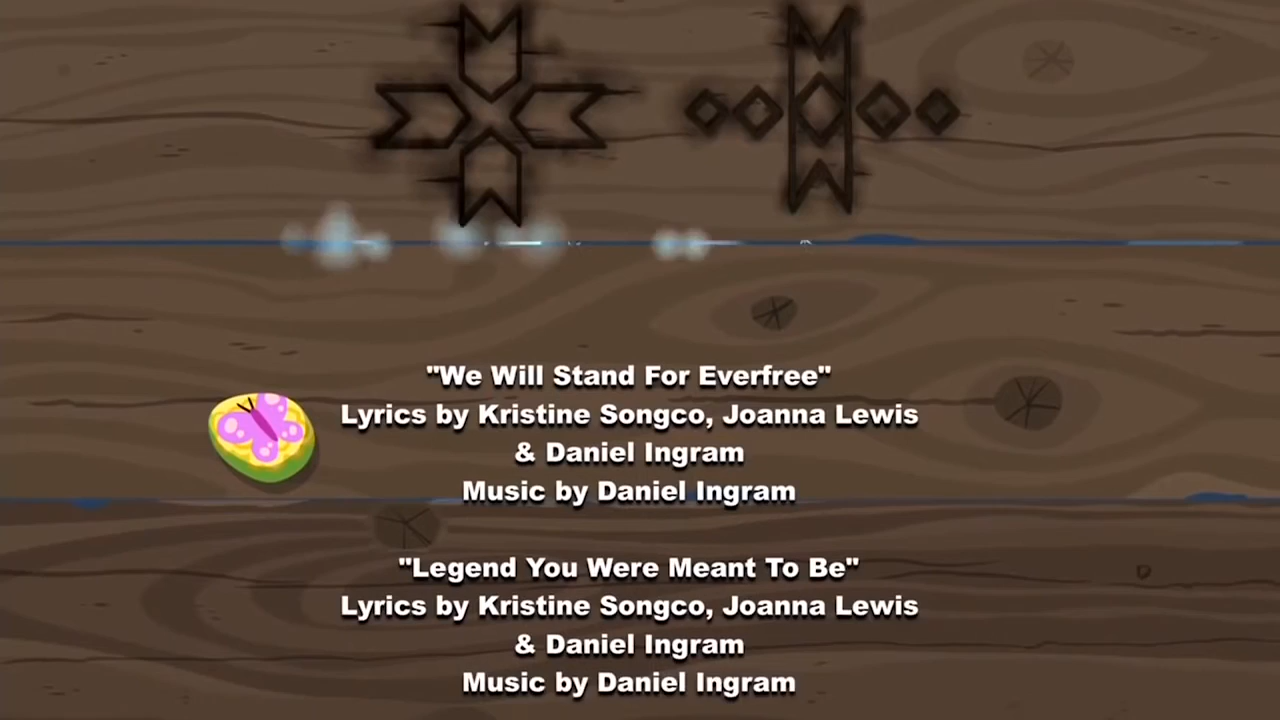 "We Will Stand For Everfree"
Lyrics by Kristine Songco, Joanna Lewis
& Daniel Ingram
Music by Daniel Ingram
"Legend You Were Meant To Be"
Lyrics by Kristine Songco, Joanna Lewis
& Daniel Ingram
Music by Daniel Ingram